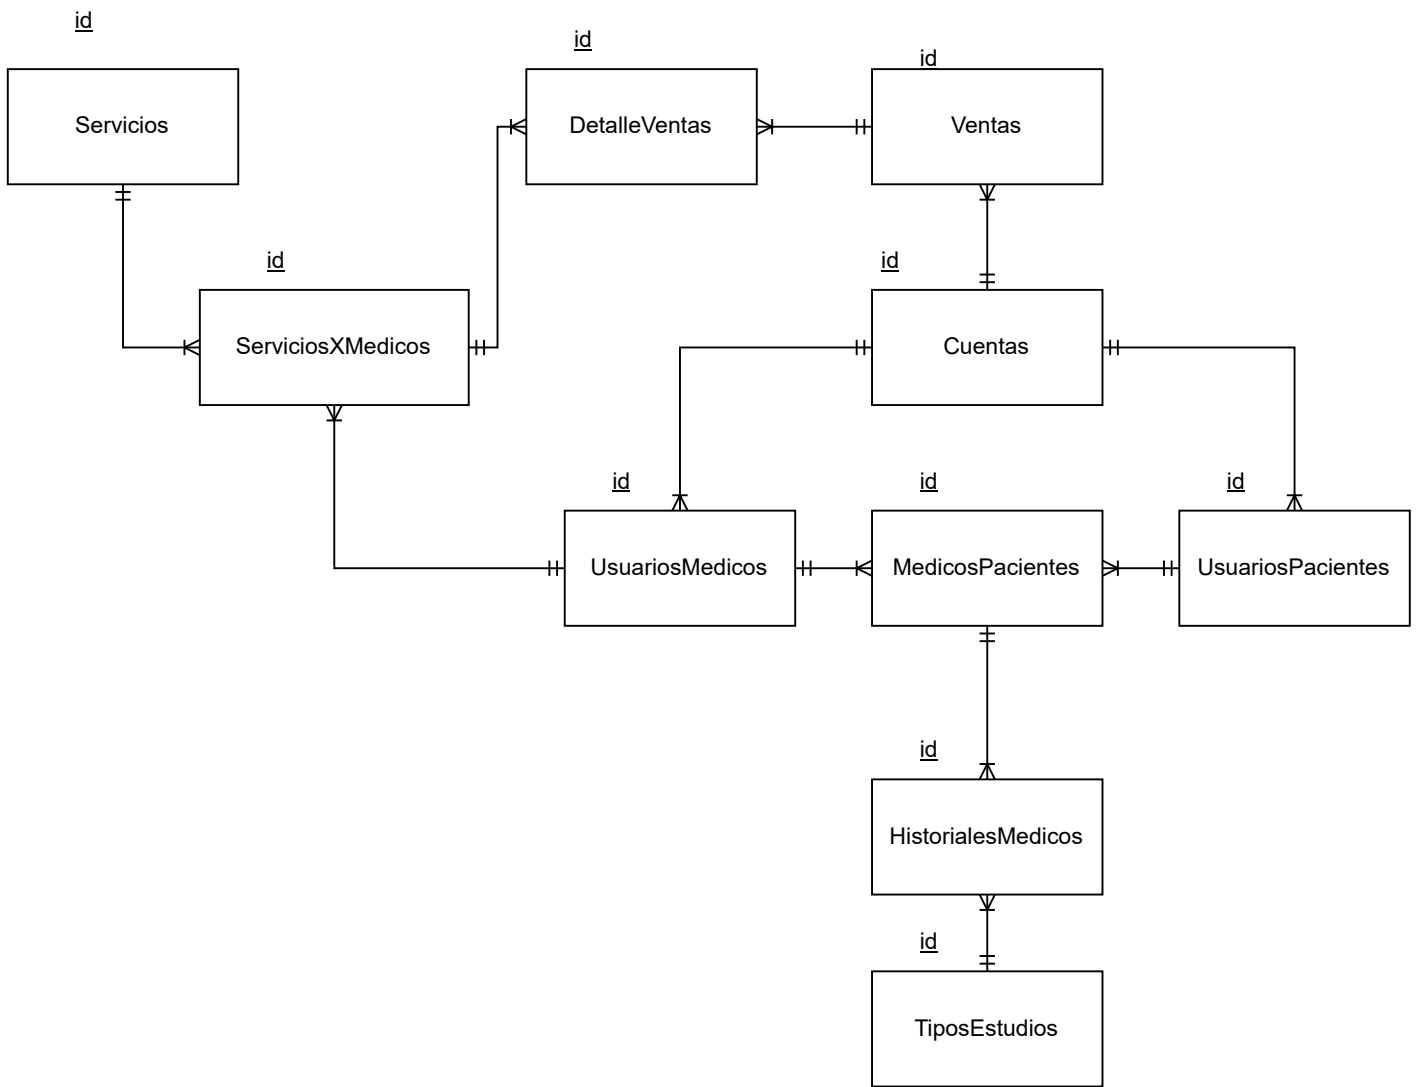 id
id
id
Servicios
DetalleVentas
Ventas
id
id
ServiciosXMedicos
Cuentas
id
id
id
UsuariosMedicos
MedicosPacientes
UsuariosPacientes
id
HistorialesMedicos
id
TiposEstudios